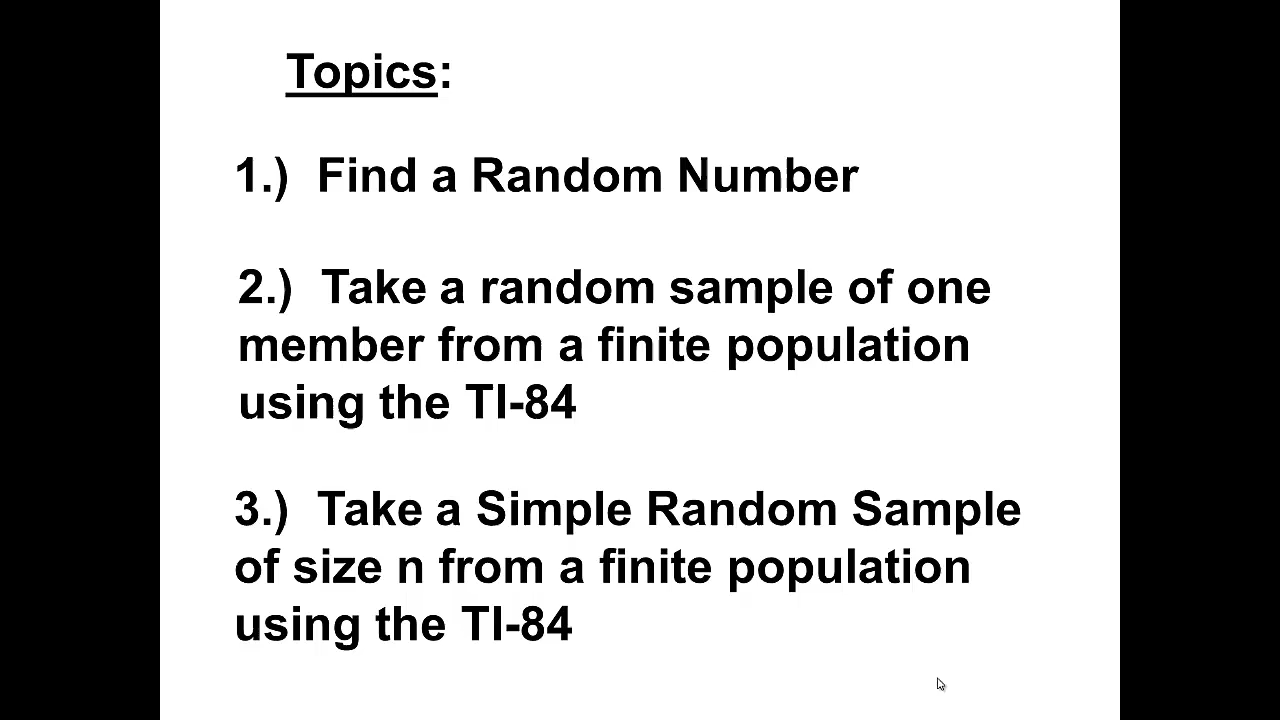 Topics:
1.) Find a Random Number
2.) Take a random sample of one
member from a finite population
using the TI-84
3.) Take a Simple Random Sample
of size n from a finite population
using the TI-84